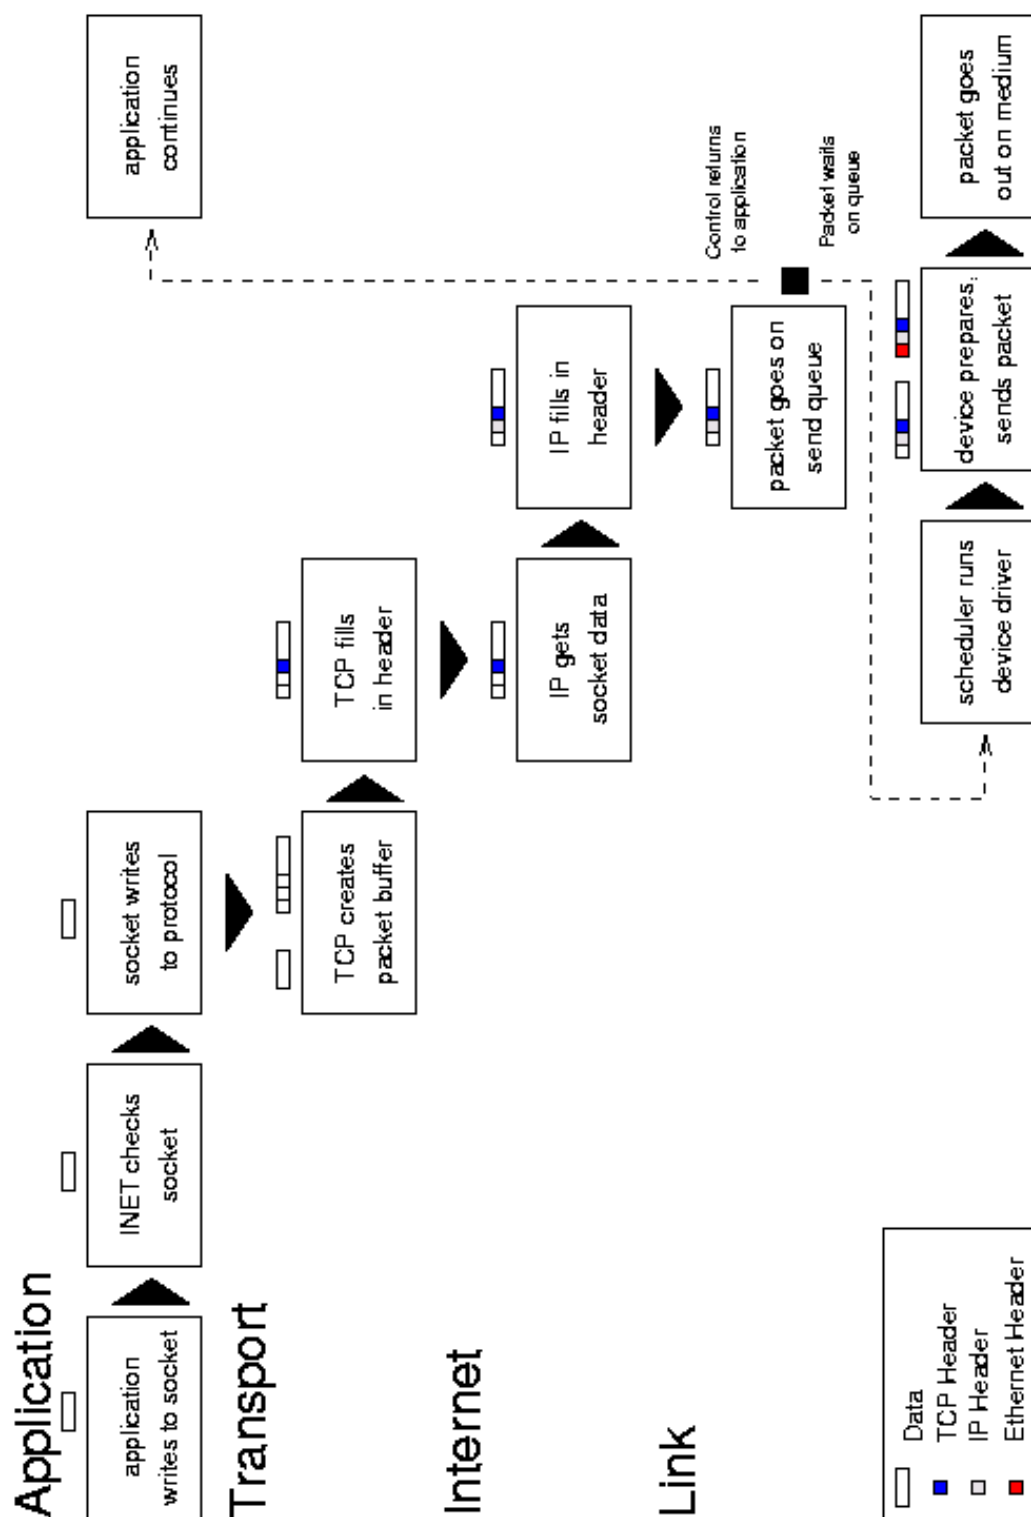 Application
application
writes to socket
INET checks
socket
socket writes
to protocol
application
continues
Transport
TCP creates
packet buffer
TCP fills
in header
Internet
IP gets
socket data
IP fills in
header
Link
packet goes on
send queue
Control returns
to application
Packet waits
on queue
scheduler runs
device driver
device prepares,
sends packet
packet goes
out on medium
Data
TCP Header
IP Header
Ethernet Header